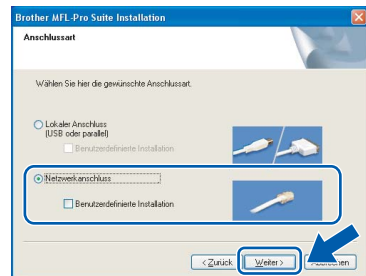 Brother MFL-Pro Suite Installation
Anschlussart
Wählen Sie hier die gewünschte Anschlussart.
Lokaler Anschluss
(USB oder parallel)
Benutzerdefinierte Installation
Netzwerkanschluss
Benutzerdefinierte Installation
< Zurück Weiter >